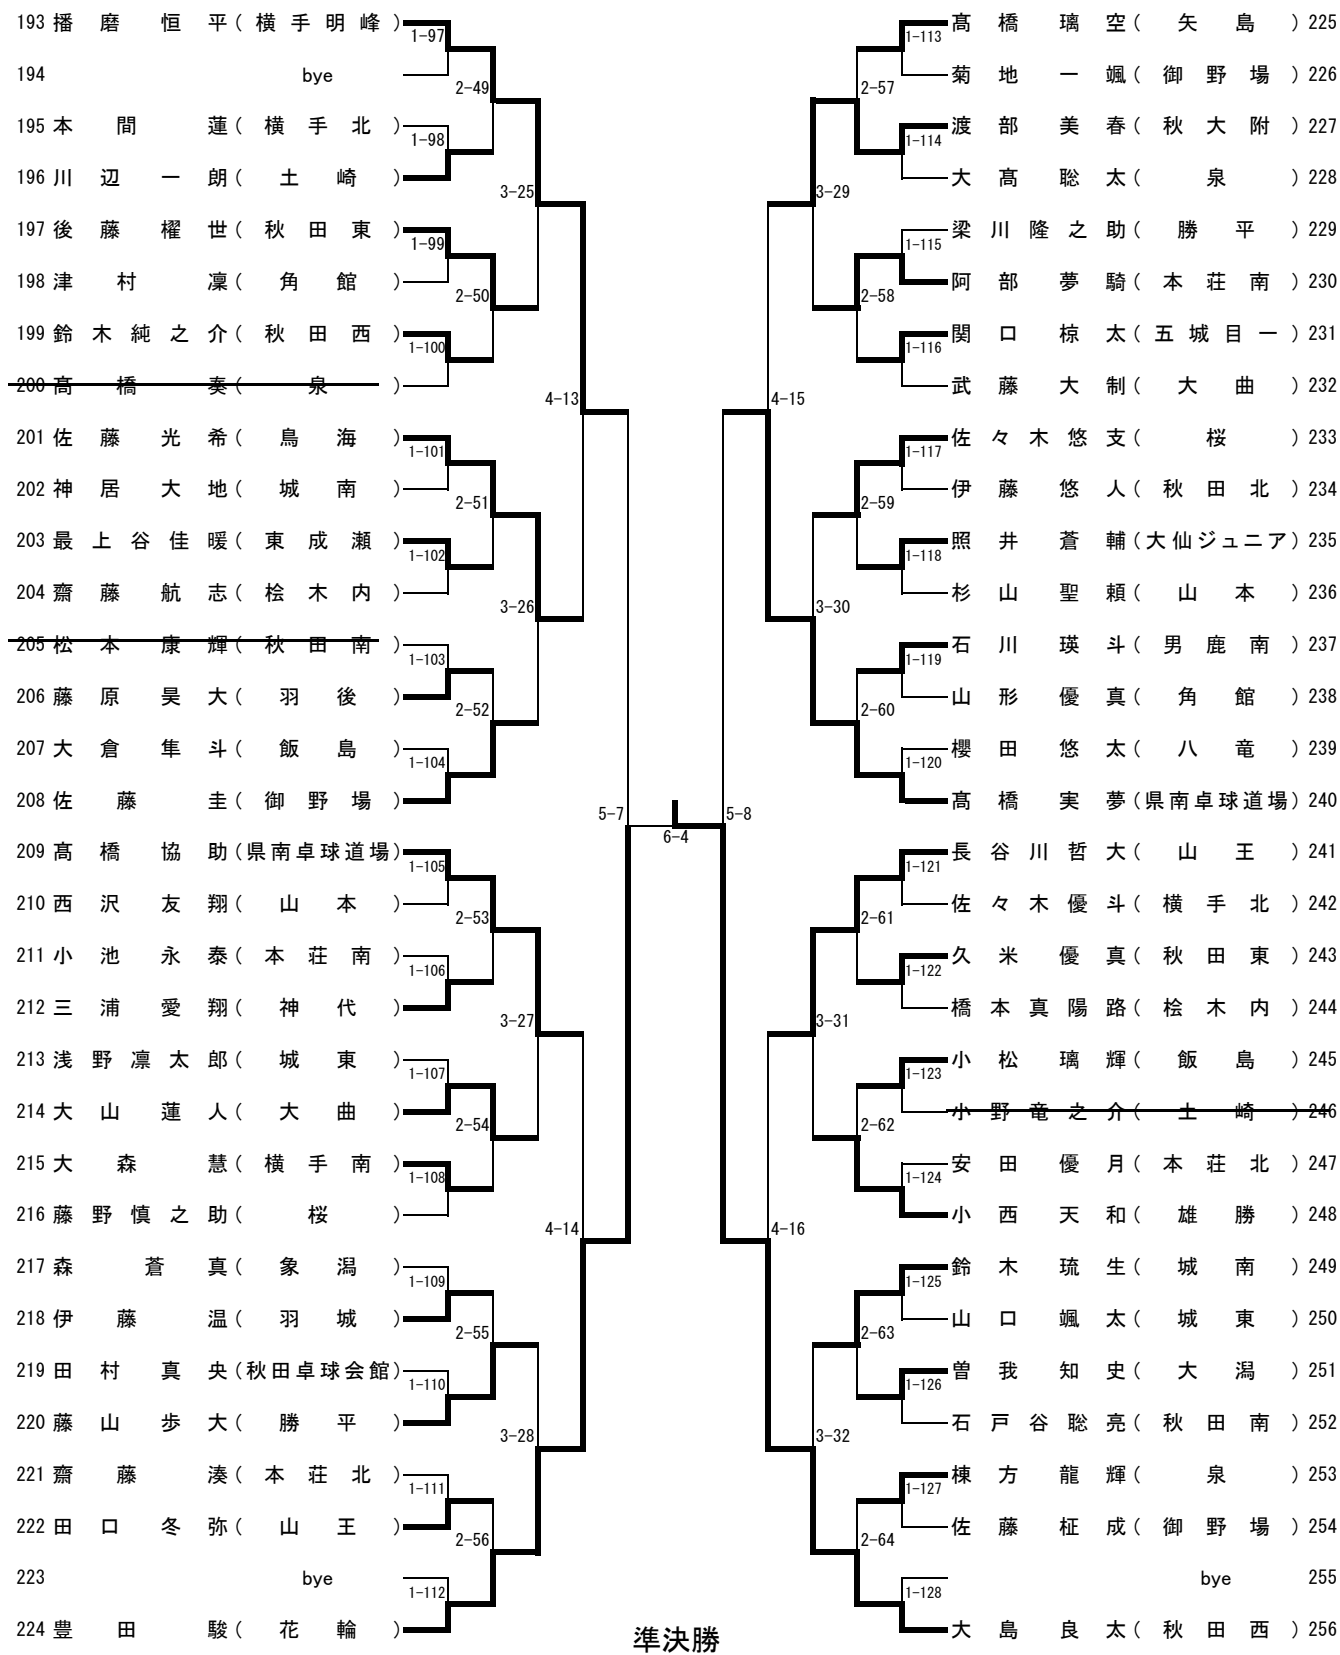 193 播磨恒平(横手明峰)
194 bye
195 本間蓮(横手北)
196 川辺一朗(土崎)
197 後藤櫂世(秋田東)
198 津村凜(角館)
199 鈴木純之介(秋田西)
200 髙橋奏(泉)
201 佐藤光希(鳥海)
202 神居大地(城南)
203 最上谷佳暖(東成瀬)
204 齋藤航志(桧木内)
205 松本康輝(秋田南)
206 藤原昊大(羽後)
207 大倉隼斗(飯島)
208 佐藤圭(御野場)
209 髙橋協助(県南卓球道場)
210 西沢友翔(山本)
211 小池永泰(本荘南)
212 三浦愛翔(神代)
213 浅野凛太郎(城東)
214 大山蓮人(大曲)
215 大森慧(横手南)
216 藤野慎之助(桜)
217 森蒼真(象潟)
218 伊藤温(羽城)
219 田村真央(秋田卓球会館)
220 藤山歩大(勝平)
221 齋藤湊(本荘北)
222 田口冬弥(山王)
223 bye
224 豊田駿(花輪)
1-97
1-98
1-99
1-100
1-101
1-102
1-103
1-104
1-105
1-106
1-107
1-108
1-109
1-110
1-111
1-112
2-49
2-50
2-51
2-52
2-53
2-54
2-55
2-56
3-25
3-26
3-27
3-28
4-13
4-14
5-7
6-4
5-8
4-15
4-16
3-29
3-30
3-31
3-32
2-57
2-58
2-59
2-60
2-61
2-62
2-63
2-64
1-113
1-114
1-115
1-116
1-117
1-118
1-119
1-120
1-121
1-122
1-123
1-124
1-125
1-126
1-127
1-128
髙橋璃空(矢島) 225
菊地一颯(御野場) 226
渡部美春(秋大附) 227
大髙聡太(泉) 228
梁川隆之助(勝平) 229
阿部夢騎(本荘南) 230
関口椋太(五城目一) 231
武藤大制(大曲) 232
佐々木悠支(桜) 233
伊藤悠人(秋田北) 234
照井蒼輔(大仙ジュニア) 235
杉山聖頼(山本) 236
石川瑛斗(男鹿南) 237
山形優真(角館) 238
櫻田悠太(八竜) 239
髙橋実夢(県南卓球道場) 240
長谷川哲大(山王) 241
佐々木優斗(横手北) 242
久米優真(秋田東) 243
橋本真陽路(桧木内) 244
小松璃輝(飯島) 245
小野竜之介(土崎) 246
安田優月(本荘北) 247
小西天和(雄勝) 248
鈴木琉生(城南) 249
山口颯太(城東) 250
曽我知史(大潟) 251
石戸谷聡亮(秋田南) 252
棟方龍輝(泉) 253
佐藤柾成(御野場) 254
bye 255
大島良太(秋田西) 256
準決勝